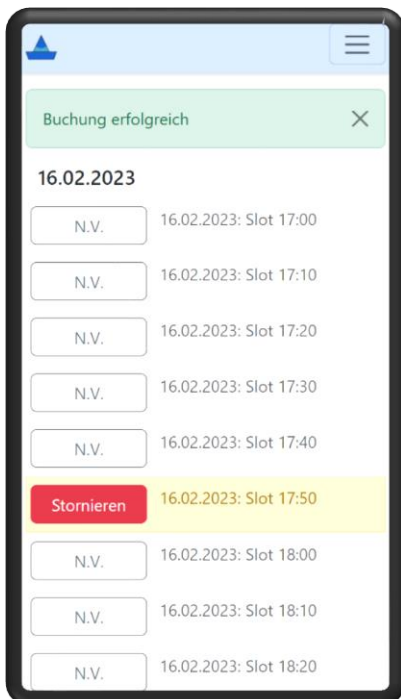 Buchung erfolgreich
16.02.2023
N.V. 16.02.2023: Slot 17:00
N.V. 16.02.2023: Slot 17:10
N.V. 16.02.2023: Slot 17:20
N.V. 16.02.2023: Slot 17:30
N.V. 16.02.2023: Slot 17:40
Stornieren 16.02.2023: Slot 17:50
N.V. 16.02.2023: Slot 18:00
N.V. 16.02.2023: Slot 18:10
N.V. 16.02.2023: Slot 18:20